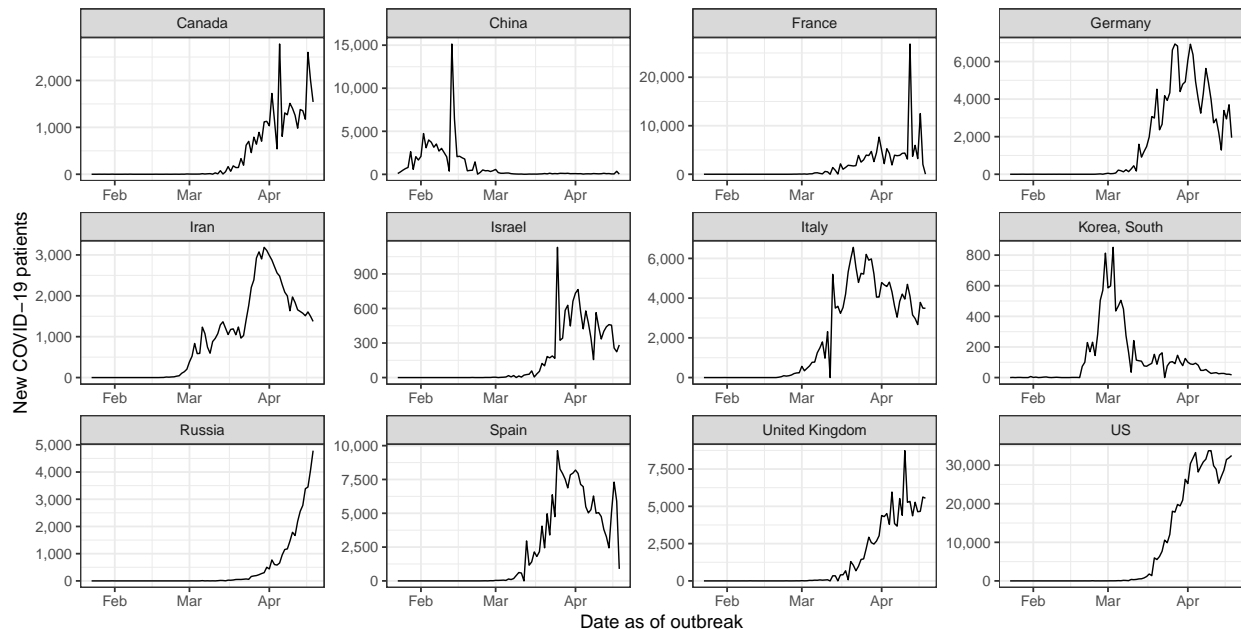 Canada
China
France
Germany
2,000
1,000
0
15,000
10,000
5,000
0
20,000
10,000
0
6,000
4,000
2,000
0
Feb Mar Apr
Feb Mar Apr
Feb Mar Apr
Feb Mar Apr
Iran
Israel
Italy
Korea, South
3,000
2,000
1,000
0
900
600
300
0
6,000
4,000
2,000
0
800
600
400
200
0
Feb Mar Apr
Feb Mar Apr
Feb Mar Apr
Feb Mar Apr
Russia
Spain
United Kingdom
US
5,000
4,000
3,000
2,000
1,000
0
10,000
7,500
5,000
2,500
0
7,500
5,000
2,500
0
30,000
20,000
10,000
0
Feb Mar Apr
Feb Mar Apr
Feb Mar Apr
Feb Mar Apr
New COVID−19 patients
Date as of outbreak